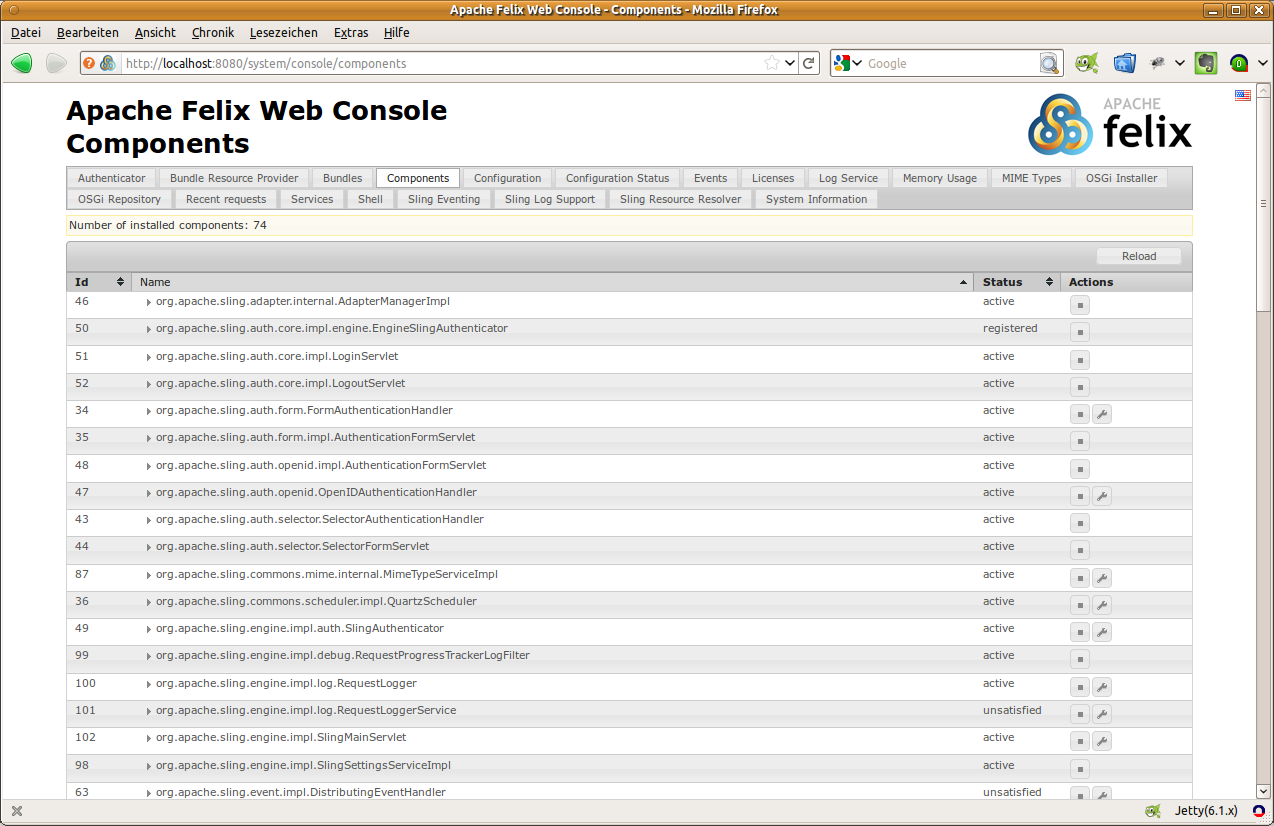 Apache Felix Web Console - Components - Mozilla Firefox
Datei Bearbeiten Ansicht Chronik Lesezeichen Extras Hilfe
http://localhost:8080/system/console/components Google
Apache Felix Web Console
Components
APACHE
felix
Authenticator Bundle Resource Provider Bundles Components Configuration Configuration Status Events Licenses Log Service Memory Usage MIME Types OSGi Installer
OSGi Repository Recent requests Services Shell Sling Eventing Sling Log Support Sling Resource Resolver System Information
Number of installed components: 74
Reload
Id Name Status Actions
46 org.apache.sling.adapter.internal.AdapterManagerImpl active
50 org.apache.sling.auth.core.impl.engine.EngineSlingAuthenticator registered
51 org.apache.sling.auth.core.impl.LoginServlet active
52 org.apache.sling.auth.core.impl.LogoutServlet active
34 org.apache.sling.auth.form.FormAuthenticationHandler active
35 org.apache.sling.auth.form.impl.AuthenticationFormServlet active
48 org.apache.sling.auth.openid.impl.AuthenticationFormServlet active
47 org.apache.sling.auth.openid.OpenIDAuthenticationHandler active
43 org.apache.sling.auth.selector.SelectorAuthenticationHandler active
44 org.apache.sling.auth.selector.SelectorFormServlet active
87 org.apache.sling.commons.mime.internal.MimeTypeServiceImpl active
36 org.apache.sling.commons.scheduler.impl.QuartzScheduler active
49 org.apache.sling.engine.impl.auth.SlingAuthenticator active
99 org.apache.sling.engine.impl.debug.RequestProgressTrackerLogFilter active
100 org.apache.sling.engine.impl.log.RequestLogger active
101 org.apache.sling.engine.impl.log.RequestLoggerService unsatisfied
102 org.apache.sling.engine.impl.SlingMainServlet active
98 org.apache.sling.engine.impl.SlingSettingsServiceImpl active
63 org.apache.sling.event.impl.DistributingEventHandler unsatisfied
Jetty(6.1.x)